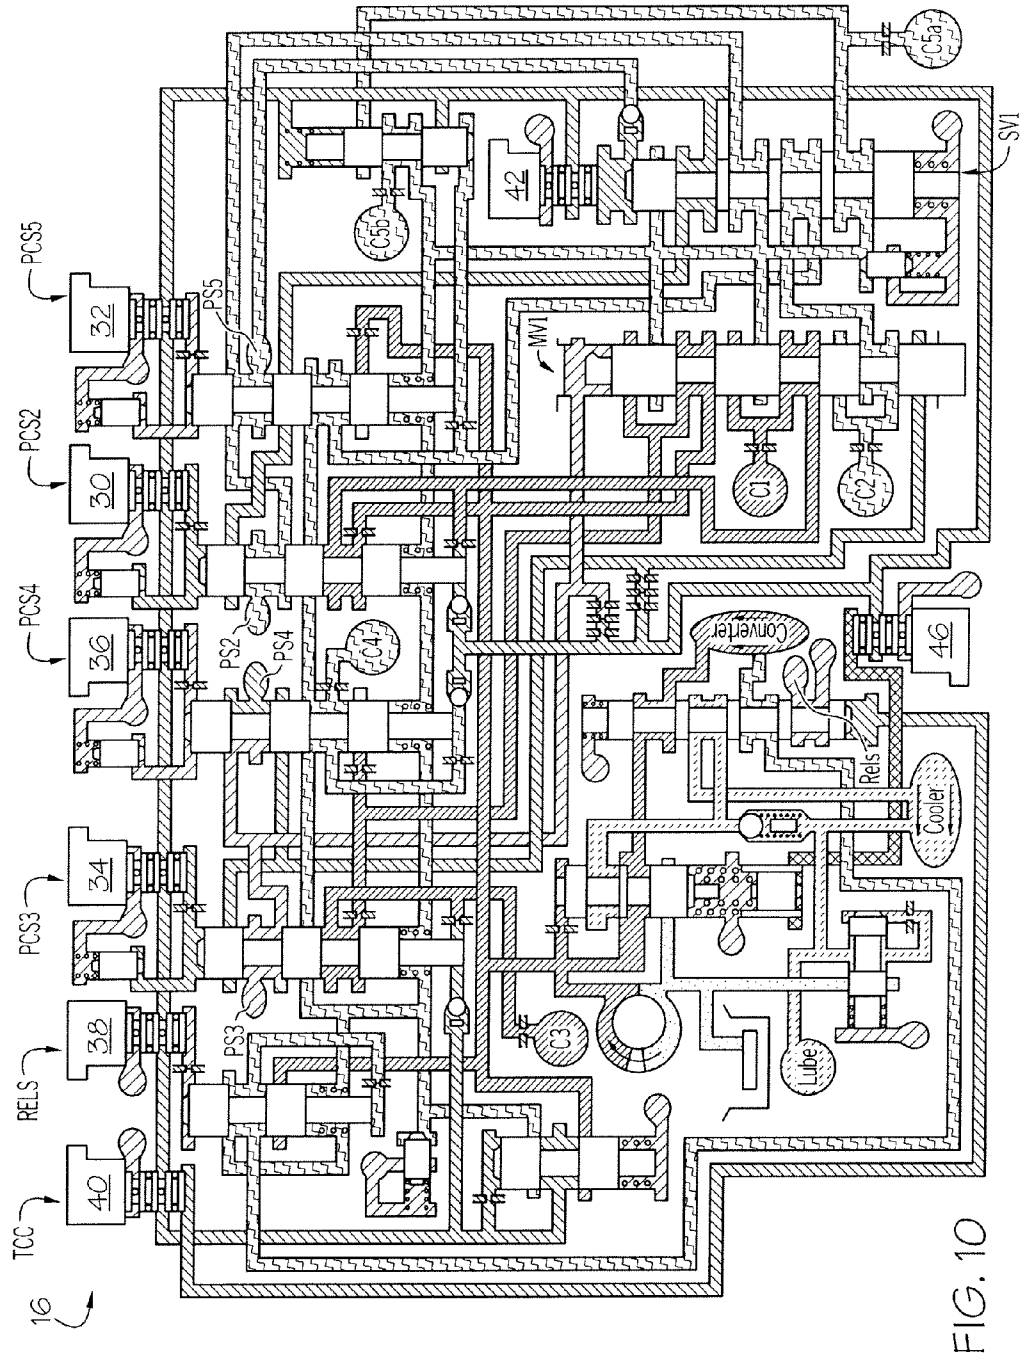 16
TCC
RELS
PCS3
PCS4
PCS2
PCS5
40
38
34
36
30
32
PS3
PS4
PS2
PS5
C4
C5b
42
C5a
SV1
MV1
C1
C2
C3
Converter
Rels
46
Cooler
Lube
FIG. 10